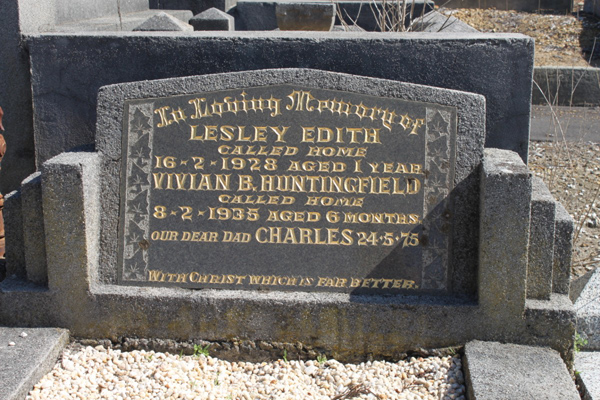 In Loving Memory of
LESLEY EDITH
CALLED HOME
16-2-1928 AGED 1 YEAR
VIVIAN B. HUNTINGFIELD
CALLED HOME
8-2-1935 AGED 6 MONTHS.
OUR DEAR DAD CHARLES 24-5-75
WITH CHRIST WHICH IS FAR BETTER.